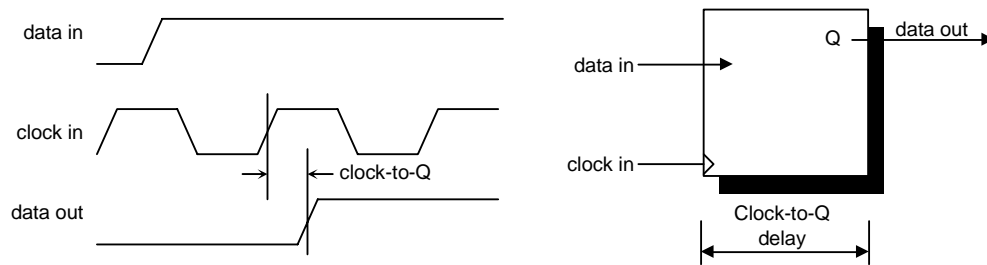 data in
clock in
clock-to-Q
data out
Q
data out
data in
clock in
Clock-to-Q
delay